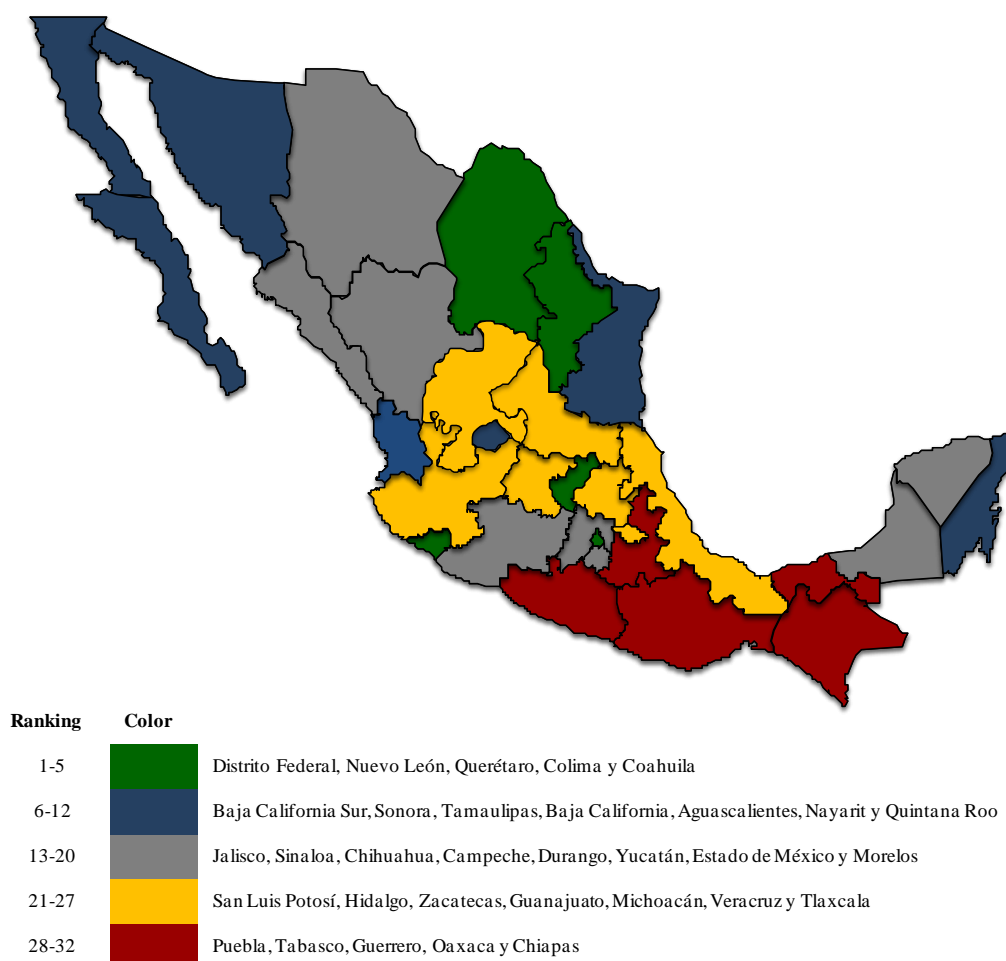 Ranking Color
1-5 Distrito Federal, Nuevo León, Querétaro, Colima y Coahuila
6-12 Baja California Sur, Sonora, Tamaulipas, Baja California, Aguascalientes, Nayarit y Quintana Roo
13-20 Jalisco, Sinaloa, Chihuahua, Campeche, Durango, Yucatán, Estado de México y Morelos
21-27 San Luis Potosí, Hidalgo, Zacatecas, Guanajuato, Michoacán, Veracruz y Tlaxcala
28-32 Puebla, Tabasco, Guerrero, Oaxaca y Chiapas